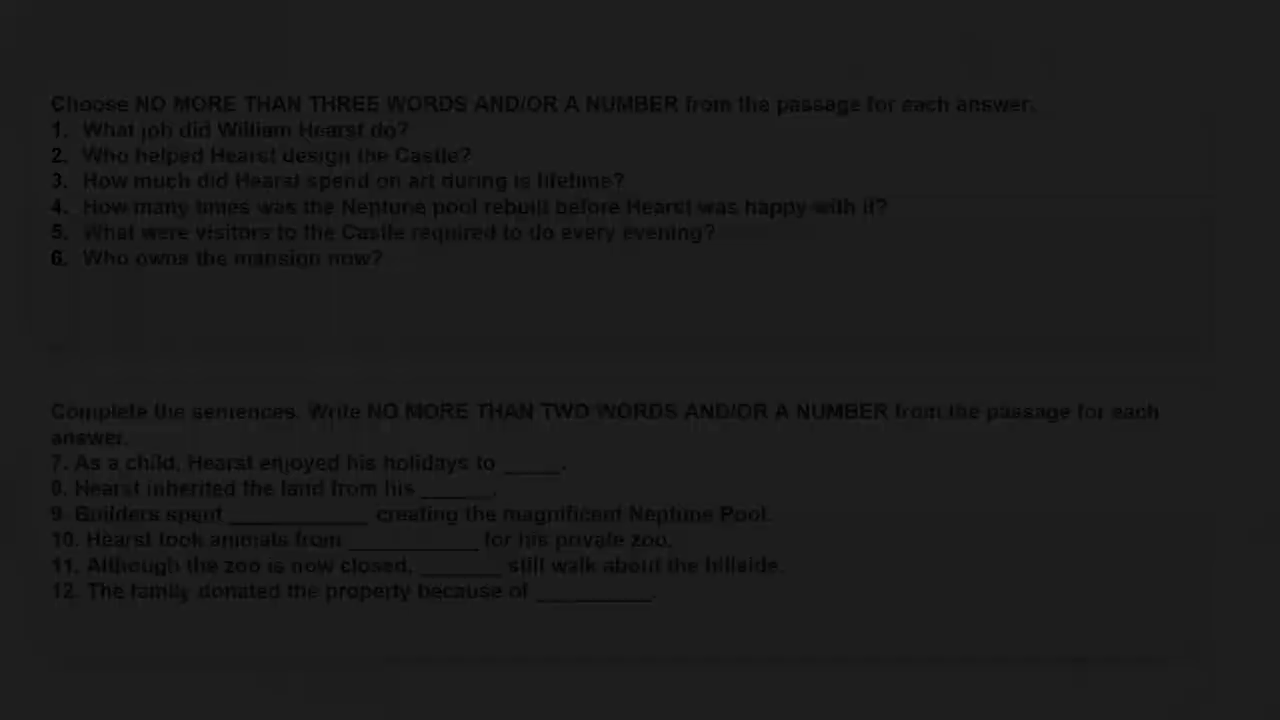 Choose NO MORE THAN THREE WORDS AND/OR A NUMBER from the passage for each answer.
1. What job did William Hearst do?
2. Who helped Hearst design the Castle?
3. How much did Hearst spend on art during is lifetime?
4. How many times was the Neptune pool rebuilt before Hearst was happy with it?
5. What were visitors to the Castle required to do every evening?
6. Who owns the mansion now?
Complete the sentences. Write NO MORE THAN TWO WORDS AND/OR A NUMBER from the passage for each
answer.
7. As a child, Hearst enjoyed his holidays to _____.
8. Hearst inherited the land from his ______.
9. Builders spent ____________ creating the magnificent Neptune Pool.
10. Hearst took animals from ___________ for his private zoo.
11. Although the zoo is now closed, _______ still walk about the hillside.
12. The family donated the property because of __________.